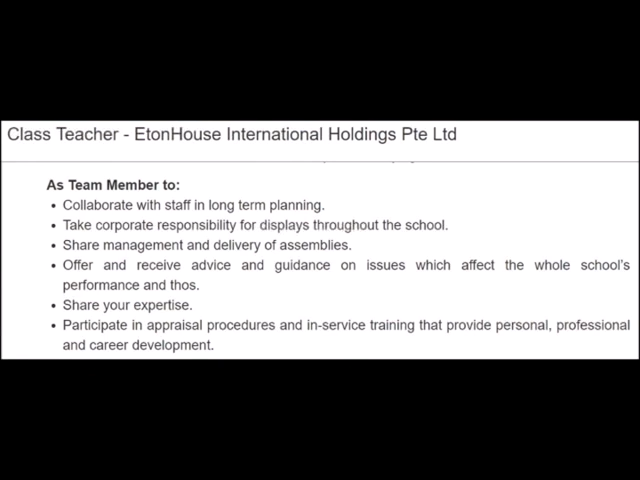 Class Teacher - EtonHouse International Holdings Pte Ltd
As Team Member to:
• Collaborate with staff in long term planning.
• Take corporate responsibility for displays throughout the school.
• Share management and delivery of assemblies.
• Offer and receive advice and guidance on issues which affect the whole school's
performance and thos.
• Share your expertise.
• Participate in appraisal procedures and in-service training that provide personal, professional
and career development.